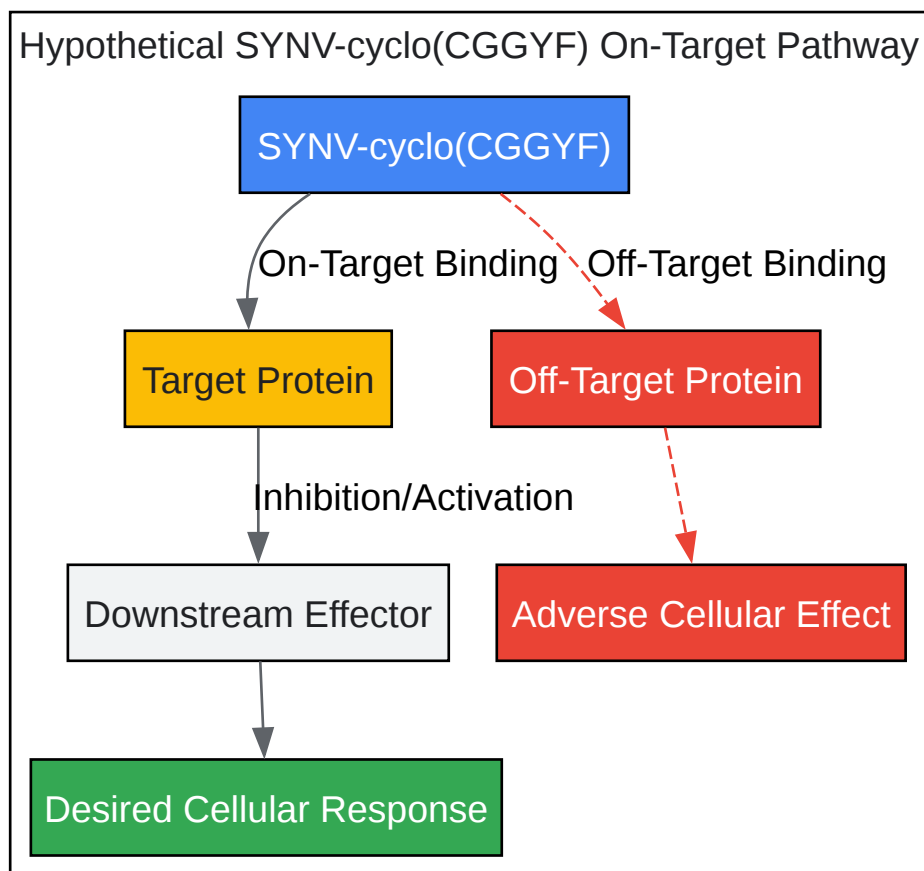 Hypothetical SYNV-cyclo(CGGYF) On-Target Pathway
SYNV-cyclo(CGGYF)
On-Target Binding
Off-Target Binding
Target Protein
Off-Target Protein
Inhibition/Activation
Downstream Effector
Adverse Cellular Effect
Desired Cellular Response